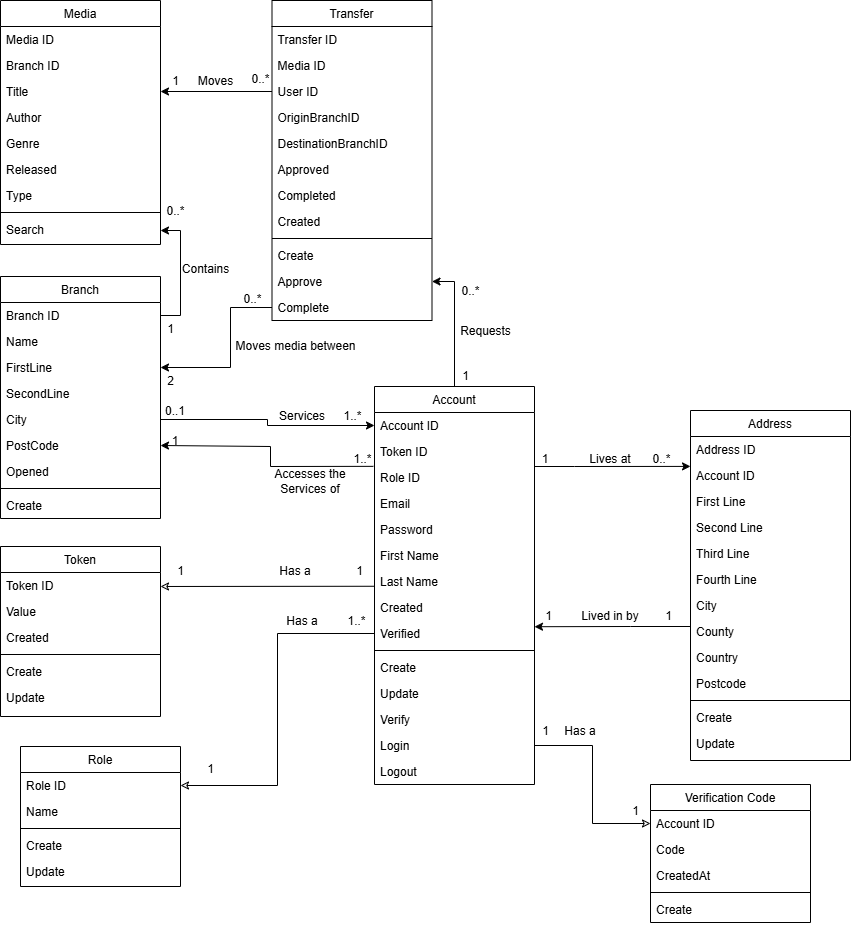 Media
Media ID
Branch ID
Title
Author
Genre
Released
Type
Search
Transfer
Transfer ID
Media ID
User ID
OriginBranchID
DestinationBranchID
Approved
Completed
Created
Create
Approve
Complete
1 Moves 0..*
0..*
Contains
1
0..*
Moves media between
2
0..*
Requests
1
Branch
Branch ID
Name
FirstLine
SecondLine
City
PostCode
Opened
Create
0..1 Services 1..*
1 1..*
Accesses the
Services of
Account
Account ID
Token ID
Role ID
Email
Password
First Name
Last Name
Created
Verified
Create
Update
Verify
Login
Logout
1 Lives at 0..*
1 Lived in by 1
Address
Address ID
Account ID
First Line
Second Line
Third Line
Fourth Line
City
County
Country
Postcode
Create
Update
Token
Token ID
Value
Created
Create
Update
1 Has a 1
Has a 1..*
1
Role
Role ID
Name
Create
Update
1 Has a
1
Verification Code
Account ID
Code
CreatedAt
Create